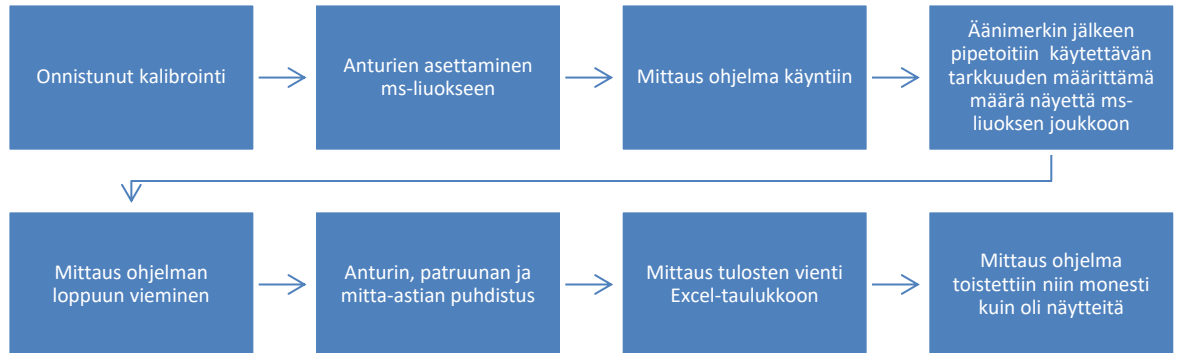 Onnistunut kalibrointi
Anturien asettaminen
ms-liuokseen
Mittaus ohjelma käyntiin
Äänimerkin jälkeen
pipetoitiin käytettävän
tarkkuuden määrittämä
määrä näyettä ms-
liuoksen joukkoon
Mittaus ohjelman
loppuun vieminen
Anturin, patruunan ja
mitta-astian puhdistus
Mittaus tulosten vienti
Excel-taulukkoon
Mittaus ohjelma
toistettiin niin monesti
kuin oli näytteitä